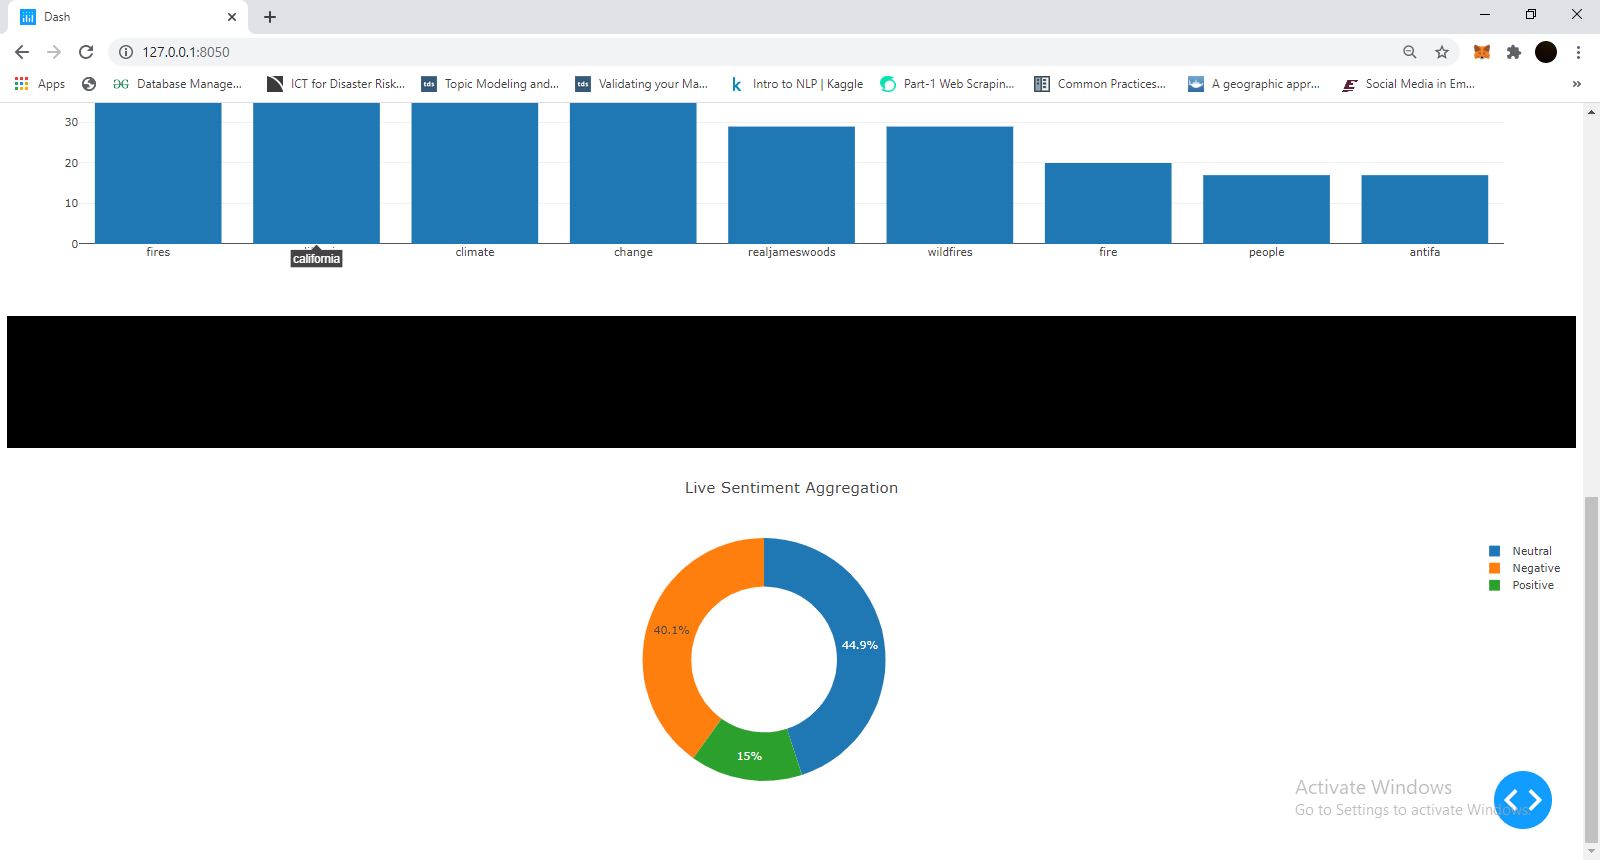 Dash
127.0.0.1:8050
Apps
Database Manage...
ICT for Disaster Risk...
tds
Topic Modeling and...
tds
Validating your Ma...
k
Intro to NLP | Kaggle
Part-1 Web Scrapin...
Common Practices...
A geographic appr...
Social Media in Em...
30
20
10
0
fires
california
climate
change
realjameswoods
wildfires
fire
people
antifa
Live Sentiment Aggregation
Neutral
Negative
Positive
40.1%
44.9%
15%
Activate Windows
Go to Settings to activate Windows.